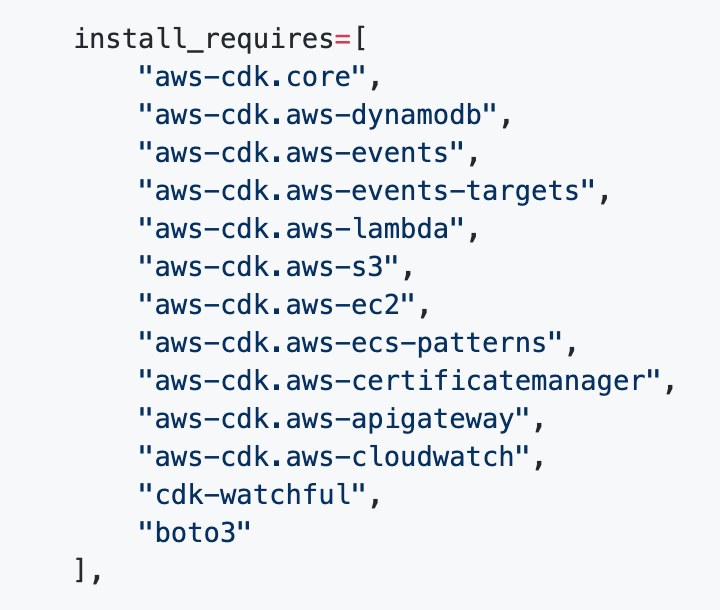 install_requires=[
"aws-cdk.core",
"aws-cdk.aws-dynamodb",
"aws-cdk.aws-events",
"aws-cdk.aws-events-targets",
"aws-cdk.aws-lambda",
"aws-cdk.aws-s3",
"aws-cdk.aws-ec2",
"aws-cdk.aws-ecs-patterns",
"aws-cdk.aws-certificatemanager",
"aws-cdk.aws-apigateway",
"aws-cdk.aws-cloudwatch",
"cdk-watchful",
"boto3"
],